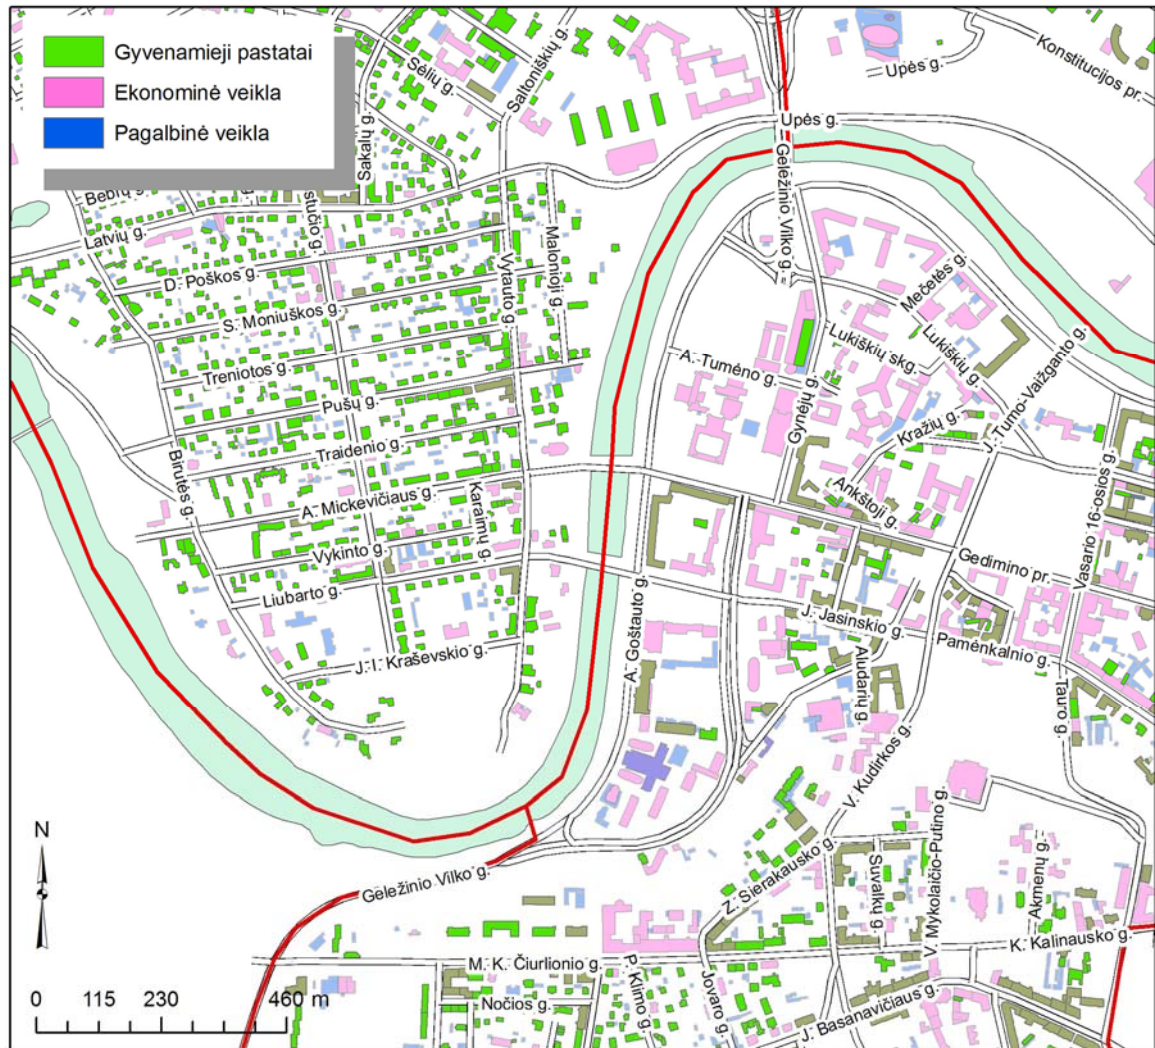 Gyvenamieji pastatai
Ekonominė veikla
Pagalbinė veikla
Sėlių g.
Saltoniškių g.
Upės g.
Konstitucijos pr.
Sakalų g.
Upės g.
Bebrų g.
Latvių g.
stučio g.
D. Poškos g.
S. Moniuškos g.
Treniotos g.
Pušų g.
Traidenio g.
A. Mickevičiaus g.
Vykinto g.
Liubarto g.
J. I. Kraševskio g.
Birutės g.
Karaimų g.
Vytauto g.
Malonioji g.
Geležinio Vilko g.
Mečetės g.
Lukiškių skg.
Lukiškių g.
J. Tumo-Vaižganto g.
A. Tumėno g.
Gynėjų g.
Kražių g.
Ankštoji g.
Gedimino pr.
Vasario 16-osios g.
A. Goštauto g.
J. Jasinskio g.
Pamėnkalnio g.
Aludarių g.
Tauro g.
V. Kudirkos g.
N
Geležinio Vilko g.
Z. Sierakausko g.
Suvalkų g.
V. Mykolaičio-Putino g.
Akmenų g.
K. Kalinausko g.
M. K. Čiurlionio g.
Nočios g.
P. Klimo g.
Jovaro g.
J. Basanavičiaus g.
0 115 230 460 m